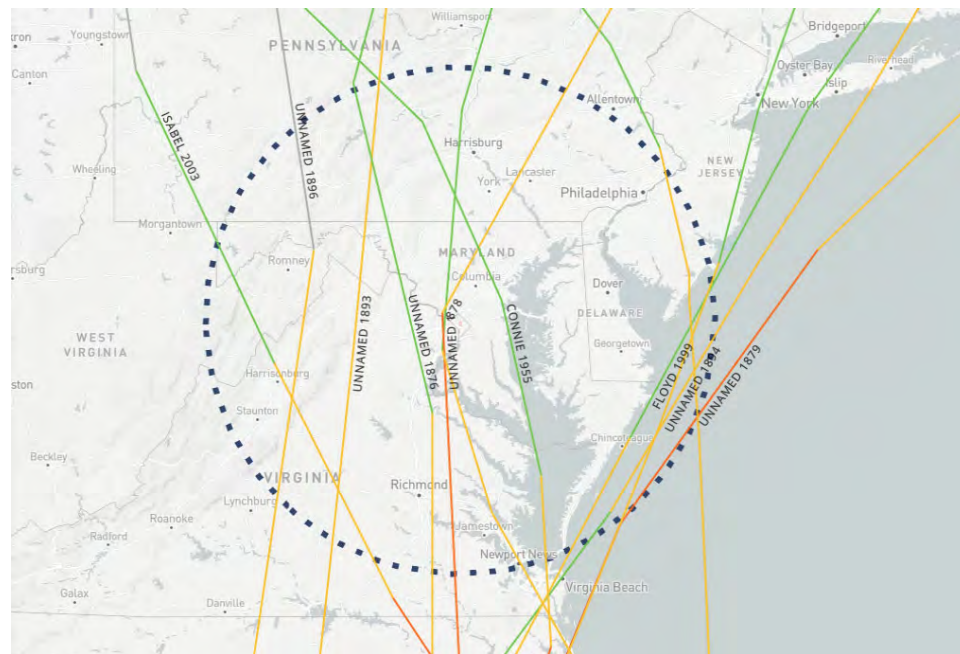 Williamsport
Bridgeport
kron
Youngstown
PENNSYLVANIA
Oyster Bay
Riverhead
Canton
Islip
Allentown
New York
ISABEL 2003
UNNAMED 1896
Harrisburg
NEW
JERSEY
Wheeling
Lancaster
York
Philadelphia
Morgantown
MARYLAND
Romney
rsburg
Columbia
Dover
WEST
VIRGINIA
UNNAMED 1893
UNNAMED 1876
UNNAMED 1878
CONNIE 1955
DELAWARE
Georgetown
FLOYD 1999
UNNAMED 1894
UNNAMED 1879
Harrisonburg
ston
Staunton
Chincoteague
Beckley
VIRGINIA
Richmond
Lynchburg
Roanoke
Jamestown
Radford
Newport News
Virginia Beach
Galax
Danville